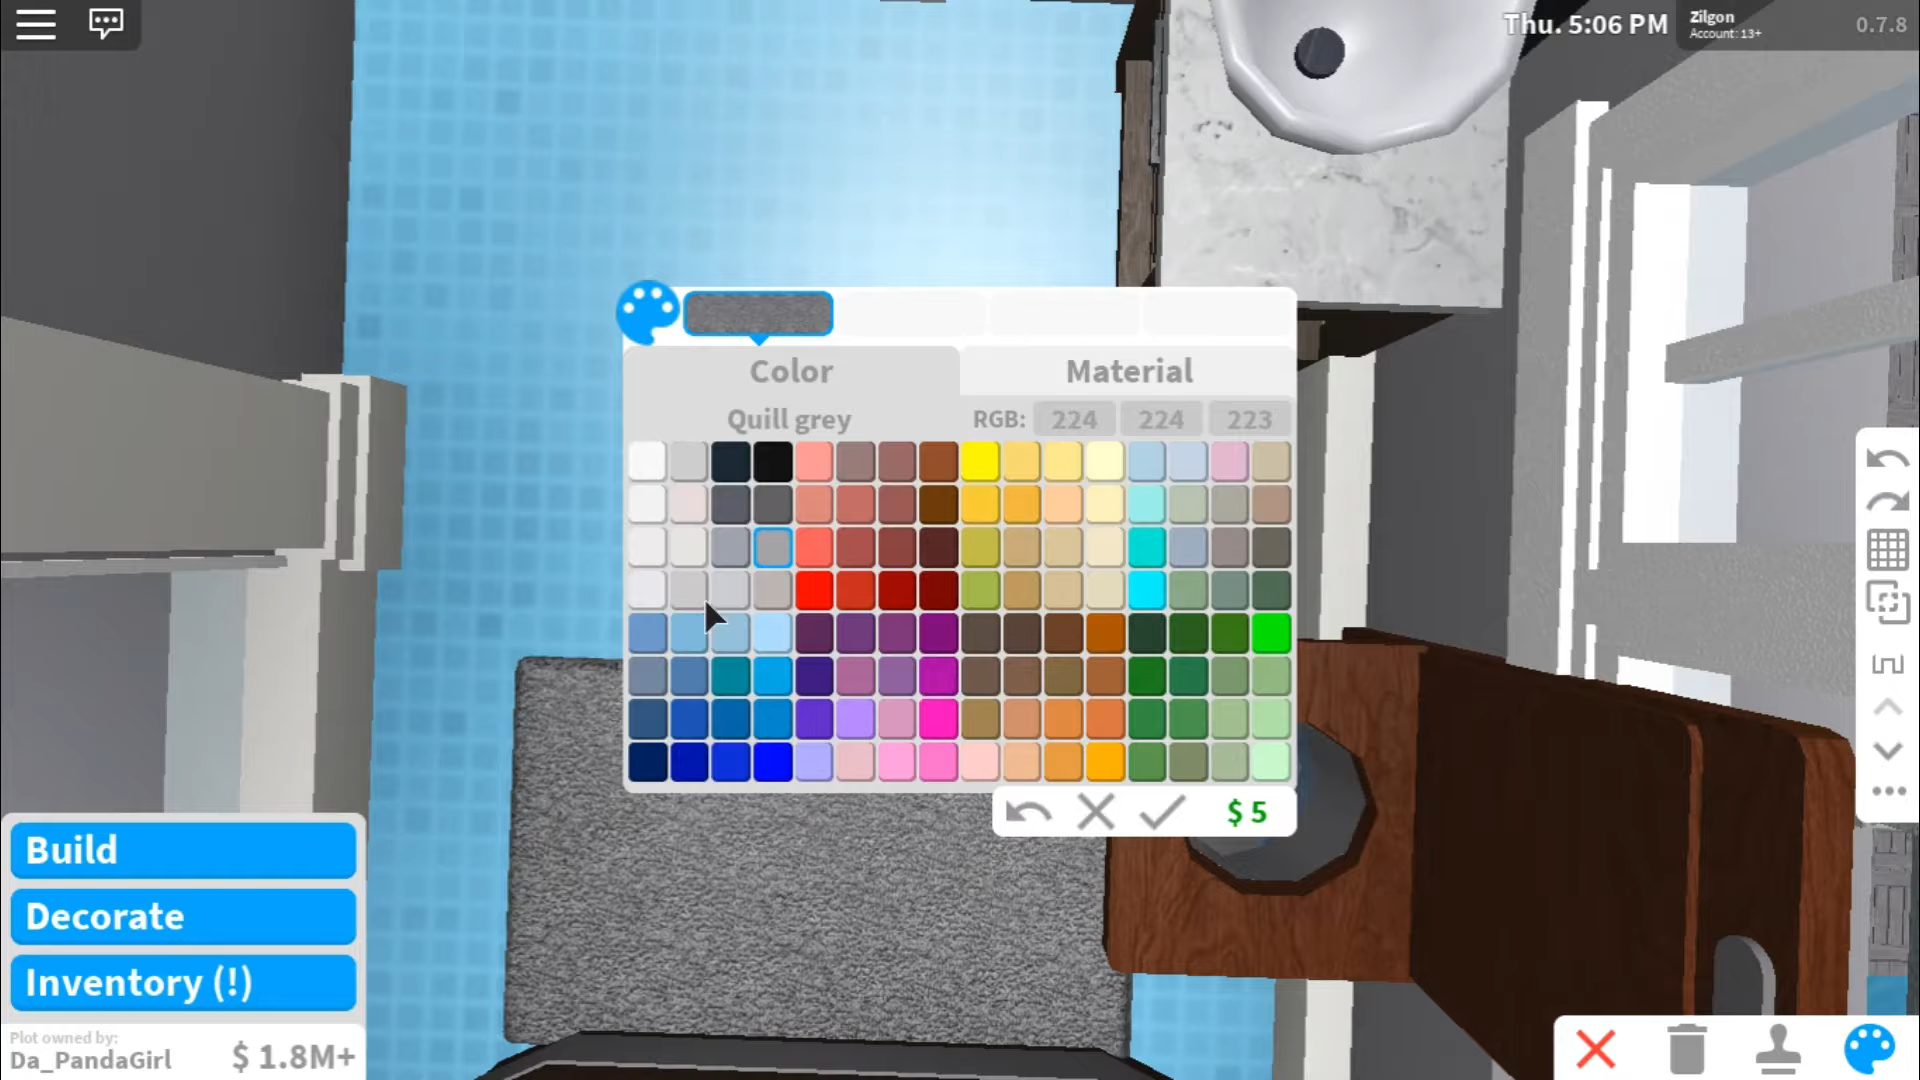 Thu. 5:06 PM
Zilgon
Account: 13+
0.7.8
Color
Material
Quill grey
RGB: 224 224 223
$ 5
Build
Decorate
Inventory (!)
Plot owned by:
Da_PandaGirl
$ 1.8M+